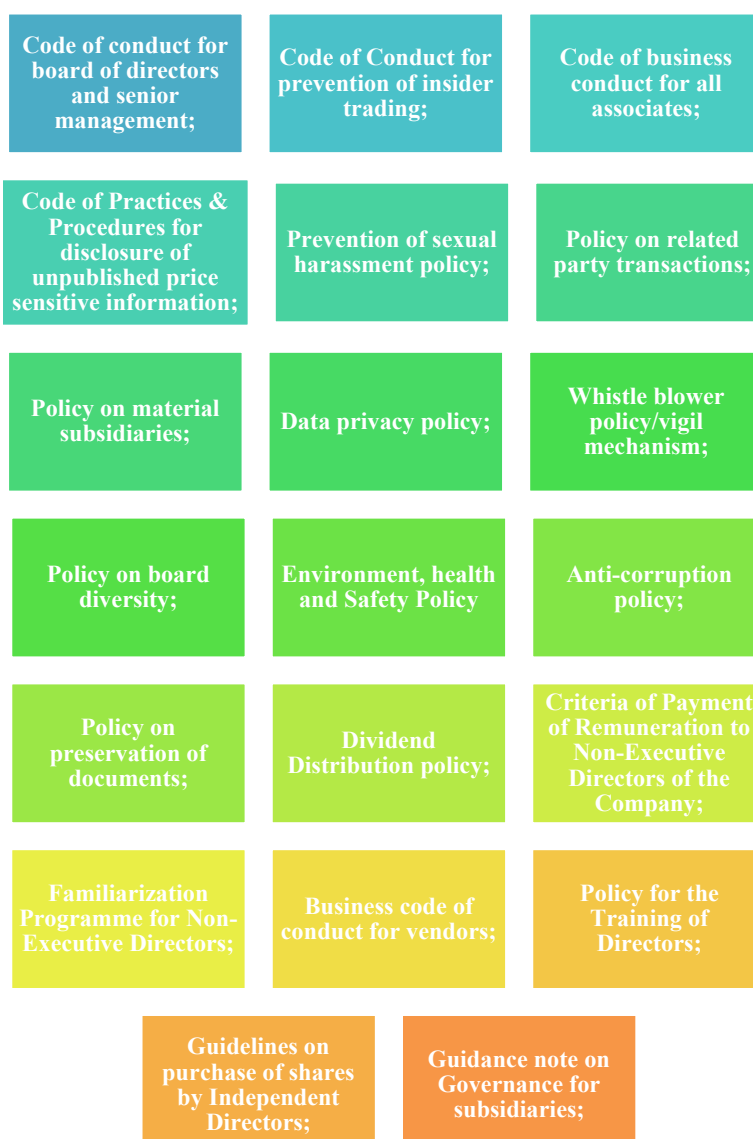 Code of conduct for
board of directors
and senior
management;
Code of Conduct for
prevention of insider
trading;
Code of business
conduct for all
associates;
Code of Practices &
Procedures for
disclosure of
unpublished price
sensitive information;
Prevention of sexual
harassment policy;
Policy on related
party transactions;
Policy on material
subsidiaries;
Data privacy policy;
Whistle blower
policy/vigil
mechanism;
Policy on board
diversity;
Environment, health
and Safety Policy
Anti-corruption
policy;
Policy on
preservation of
documents;
Dividend
Distribution policy;
Criteria of Payment
of Remuneration to
Non-Executive
Directors of the
Company;
Familiarization
Programme for Non-
Executive Directors;
Business code of
conduct for vendors;
Policy for the
Training of
Directors;
Guidelines on
purchase of shares
by Independent
Directors;
Guidance note on
Governance for
subsidiaries;